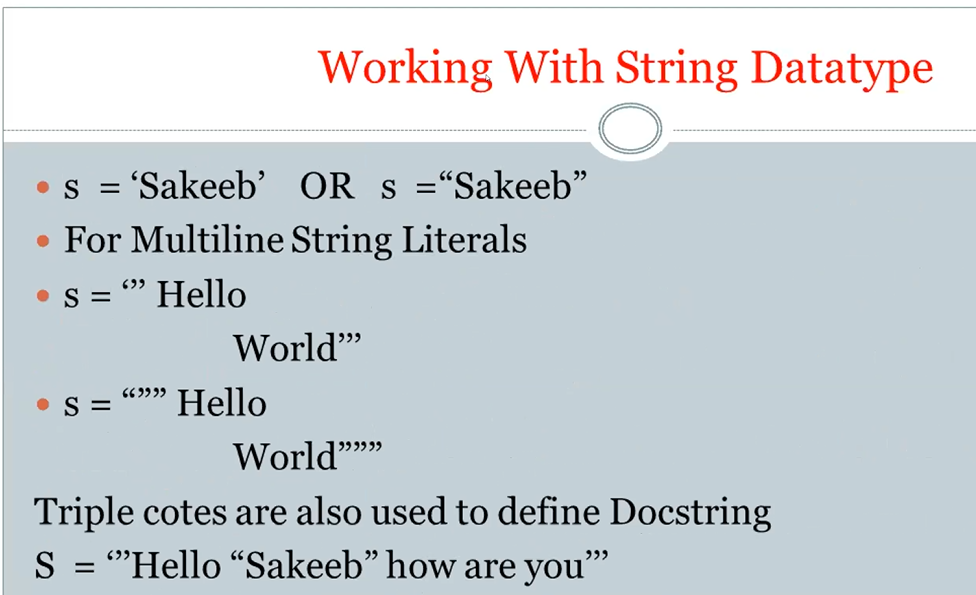 Working With String Datatype
• s = ‘Sakeeb’ OR s =“Sakeeb”
• For Multiline String Literals
• s = ‘’’ Hello
World’’’
• s = “”” Hello
World”””
Triple cotes are also used to define Docstring
S = ‘’’Hello “Sakeeb” how are you’’’